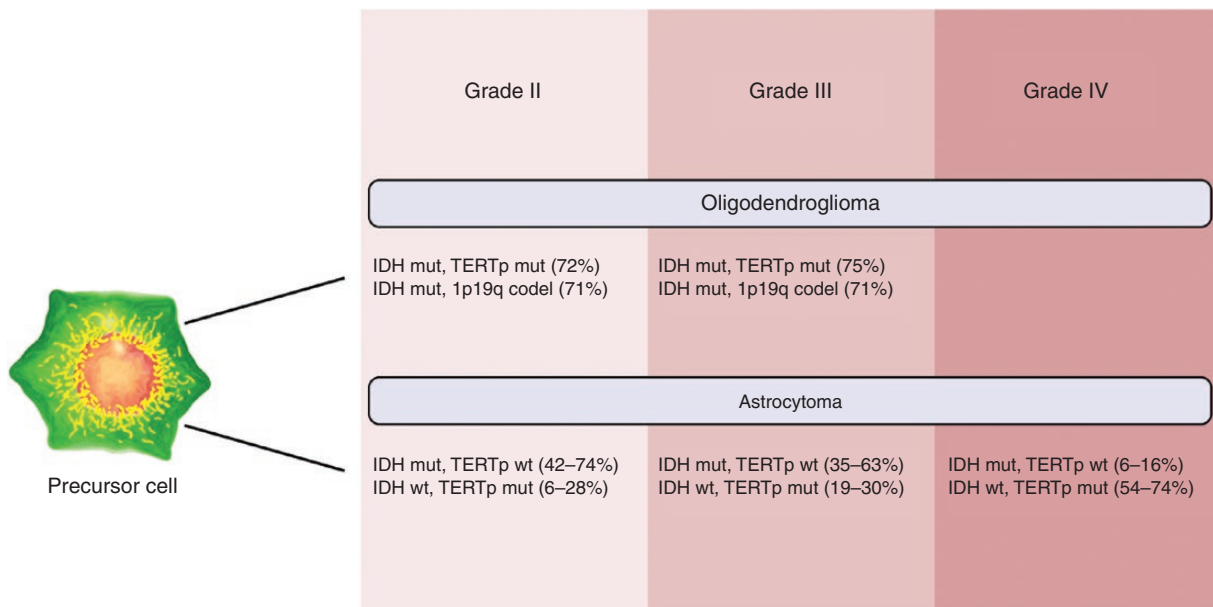 Grade II
Grade III
Grade IV
Oligodendroglioma
IDH mut, TERTp mut (72%)
IDH mut, 1p19q codel (71%)
IDH mut, TERTp mut (75%)
IDH mut, 1p19q codel (71%)
Astrocytoma
IDH mut, TERTp wt (42–74%)
IDH wt, TERTp mut (6–28%)
IDH mut, TERTp wt (35–63%)
IDH wt, TERTp mut (19–30%)
IDH mut, TERTp wt (6–16%)
IDH wt, TERTp mut (54–74%)
Precursor cell